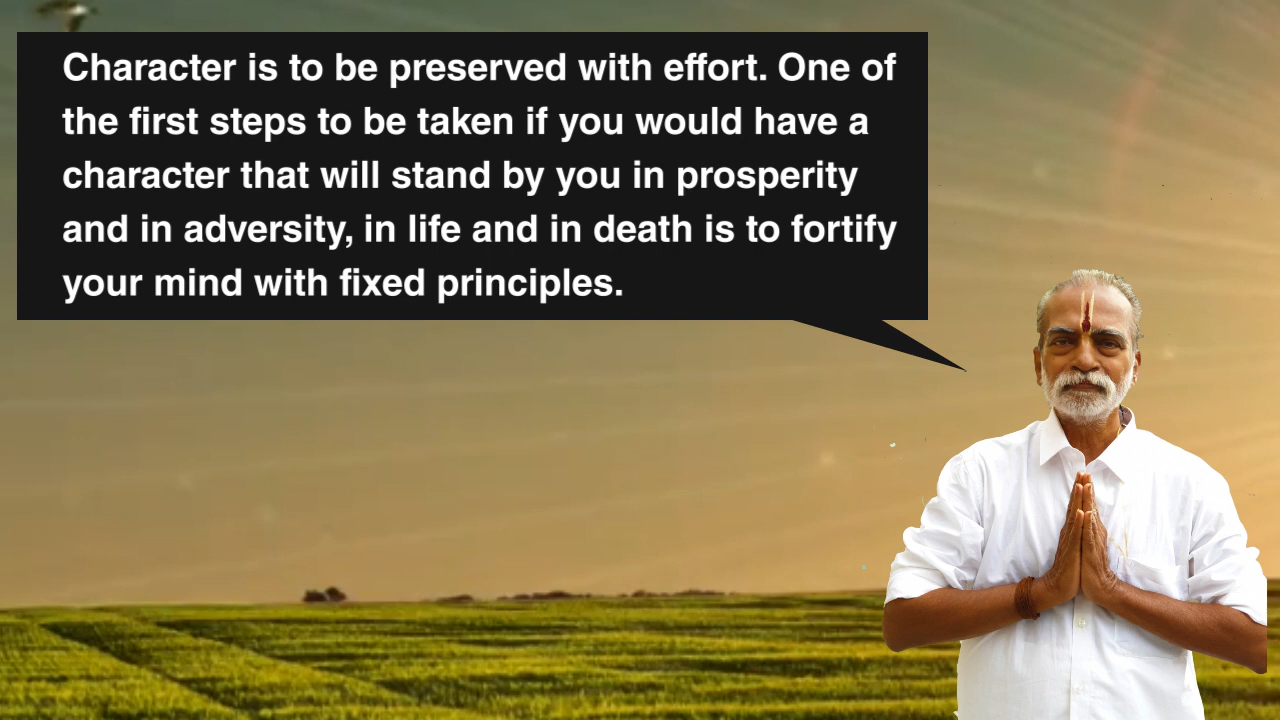 Character is to be preserved with effort. One of
the first steps to be taken if you would have a
character that will stand by you in prosperity
and in adversity, in life and in death is to fortify
your mind with fixed principles.